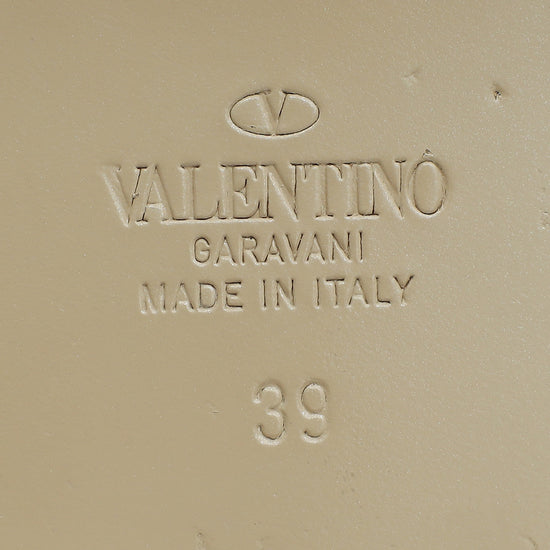 V
VALENTINO
GARAVANI
MADE IN ITALY
39